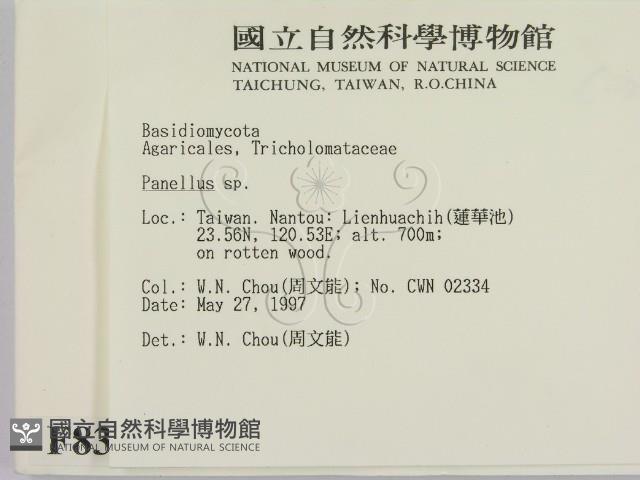 國立自然科學博物館
NATIONAL MUSEUM OF NATURAL SCIENCE
TAICHUNG, TAIWAN, R.O.CHINA
Basidiomycota
Agaricales, Tricholomataceae
Panellus sp.
Loc.: Taiwan. Nantou: Lienhuachih(蓮華池)
23.56N, 120.53E; alt. 700m;
on rotten wood.
Col.: W.N. Chou(周文能); No. CWN 02334
Date: May 27, 1997
Det.: W.N. Chou(周文能)
F83
國立自然科學博物館
NATIONAL MUSEUM OF NATURAL SCIENCE